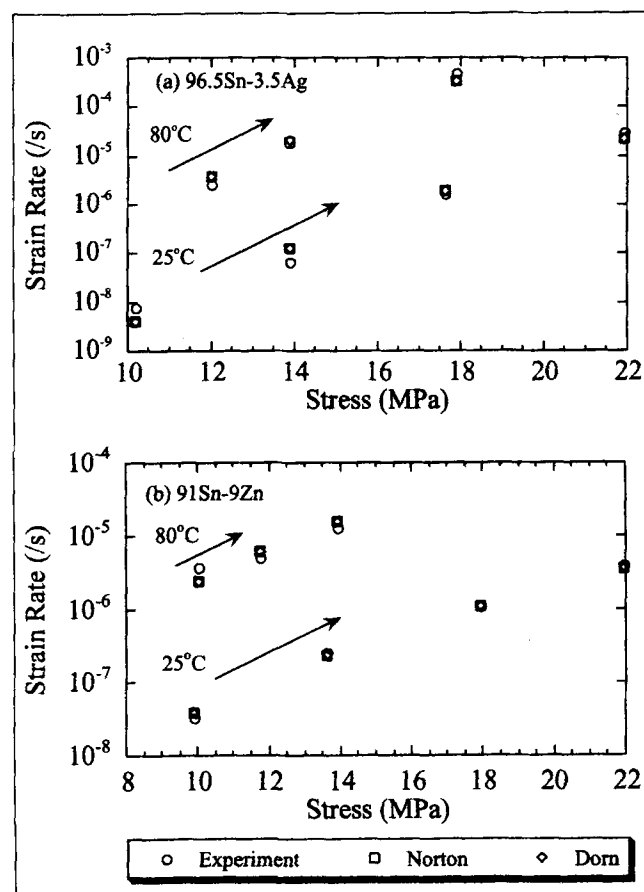 (a) 96.5Sn-3.5Ag
80°C
25°C
Strain Rate (/s)
10⁻³
10⁻⁴
10⁻⁵
10⁻⁶
10⁻⁷
10⁻⁸
10⁻⁹
10 12 14 16 18 20 22
Stress (MPa)
(b) 91Sn-9Zn
80°C
25°C
Strain Rate (/s)
10⁻⁴
10⁻⁵
10⁻⁶
10⁻⁷
10⁻⁸
8 10 12 14 16 18 20 22
Stress (MPa)
Experiment Norton Dorn